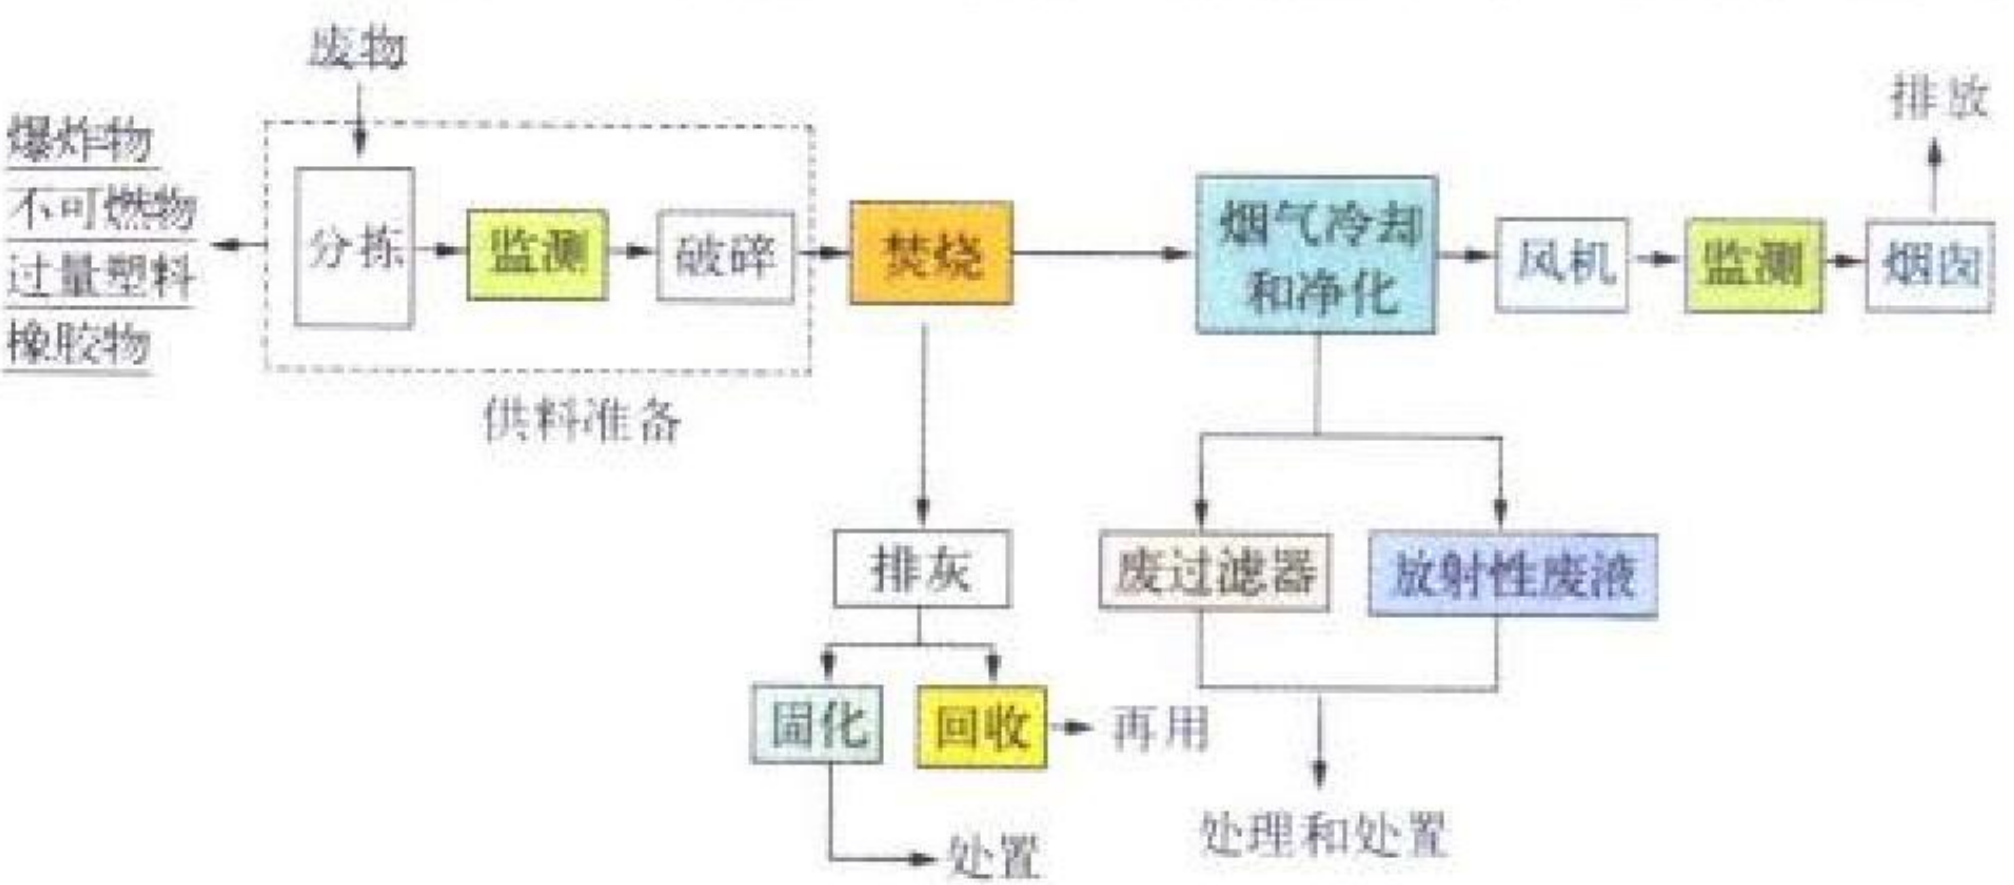 废物
爆炸物
不可燃物
过量塑料
橡胶物
分拣
监测
破碎
供料准备
焚烧
烟气冷却
和净化
风机
监测
烟囱
排放
排灰
废过滤器
放射性废液
固化
回收
再用
处置
处理和处置